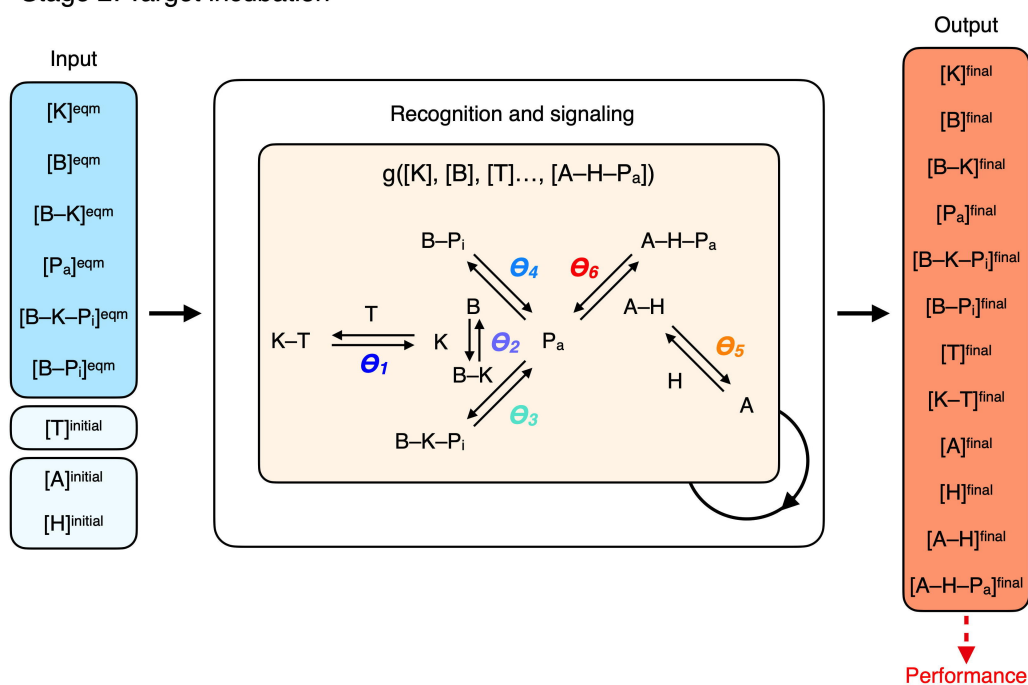 Input
[K]eqm
[B]eqm
[B–K]eqm
[Pa]eqm
[B–K–Pi]eqm
[B–Pi]eqm
[T]initial
[A]initial
[H]initial
Recognition and signaling
g([K], [B], [T]..., [A–H–Pa])
B–Pi
A–H–Pa
ϴ4
ϴ6
T
B
A–H
K–T
K
ϴ2
Pa
ϴ1
B–K
ϴ5
H
A
ϴ3
B–K–Pi
Output
[K]final
[B]final
[B–K]final
[Pa]final
[B–K–Pi]final
[B–Pi]final
[T]final
[K–T]final
[A]final
[H]final
[A–H]final
[A–H–Pa]final
Performance